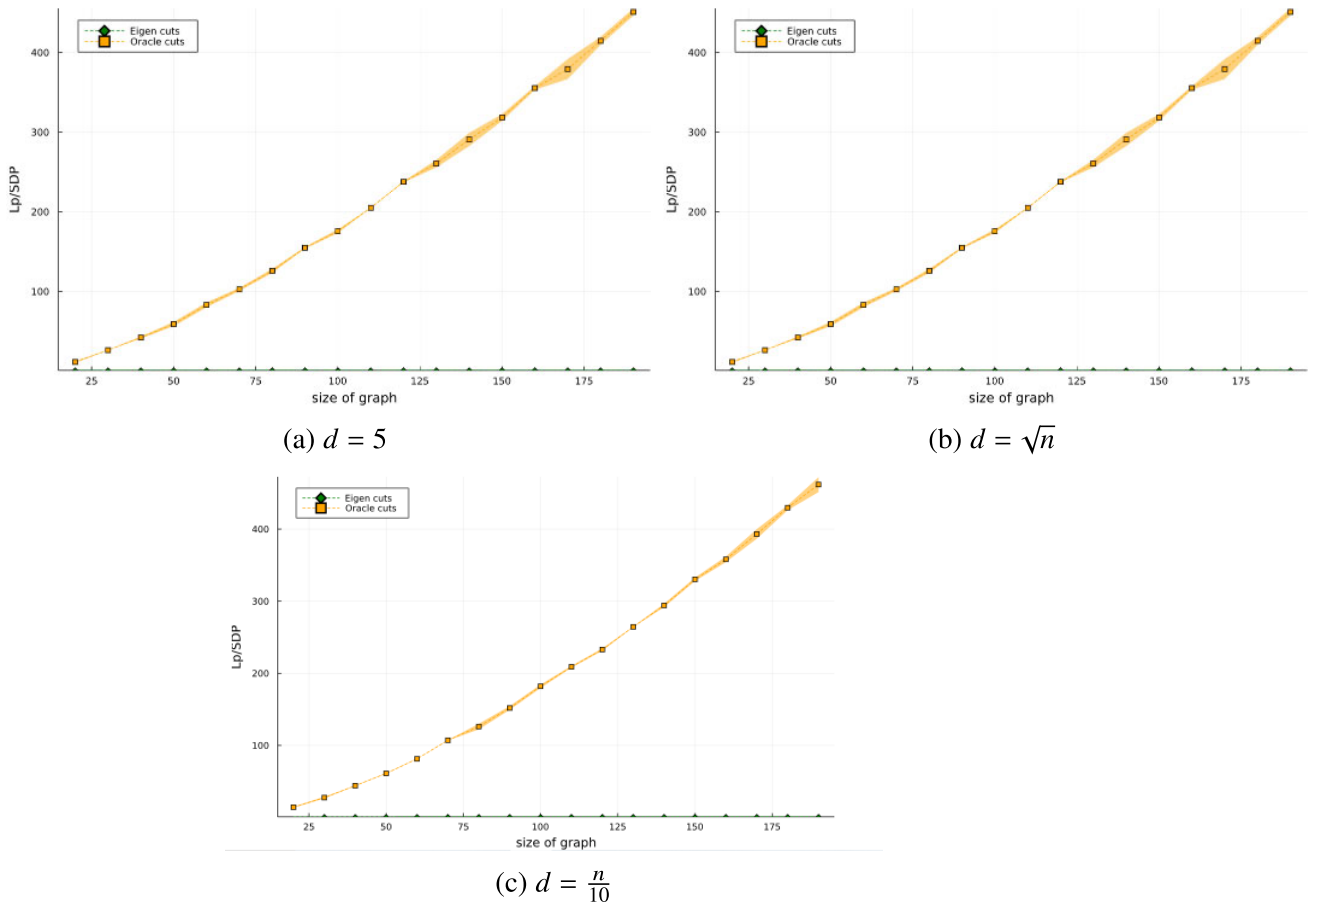 Eigen cuts
Oracle cuts
400
300
200
100
Lp/SDP
25 50 75 100 125 150 175
size of graph
(a) d = 5
Eigen cuts
Oracle cuts
400
300
200
100
Lp/SDP
25 50 75 100 125 150 175
size of graph
(b) d = √n
Eigen cuts
Oracle cuts
400
300
200
100
Lp/SDP
25 50 75 100 125 150 175
size of graph
(c) d = n/10